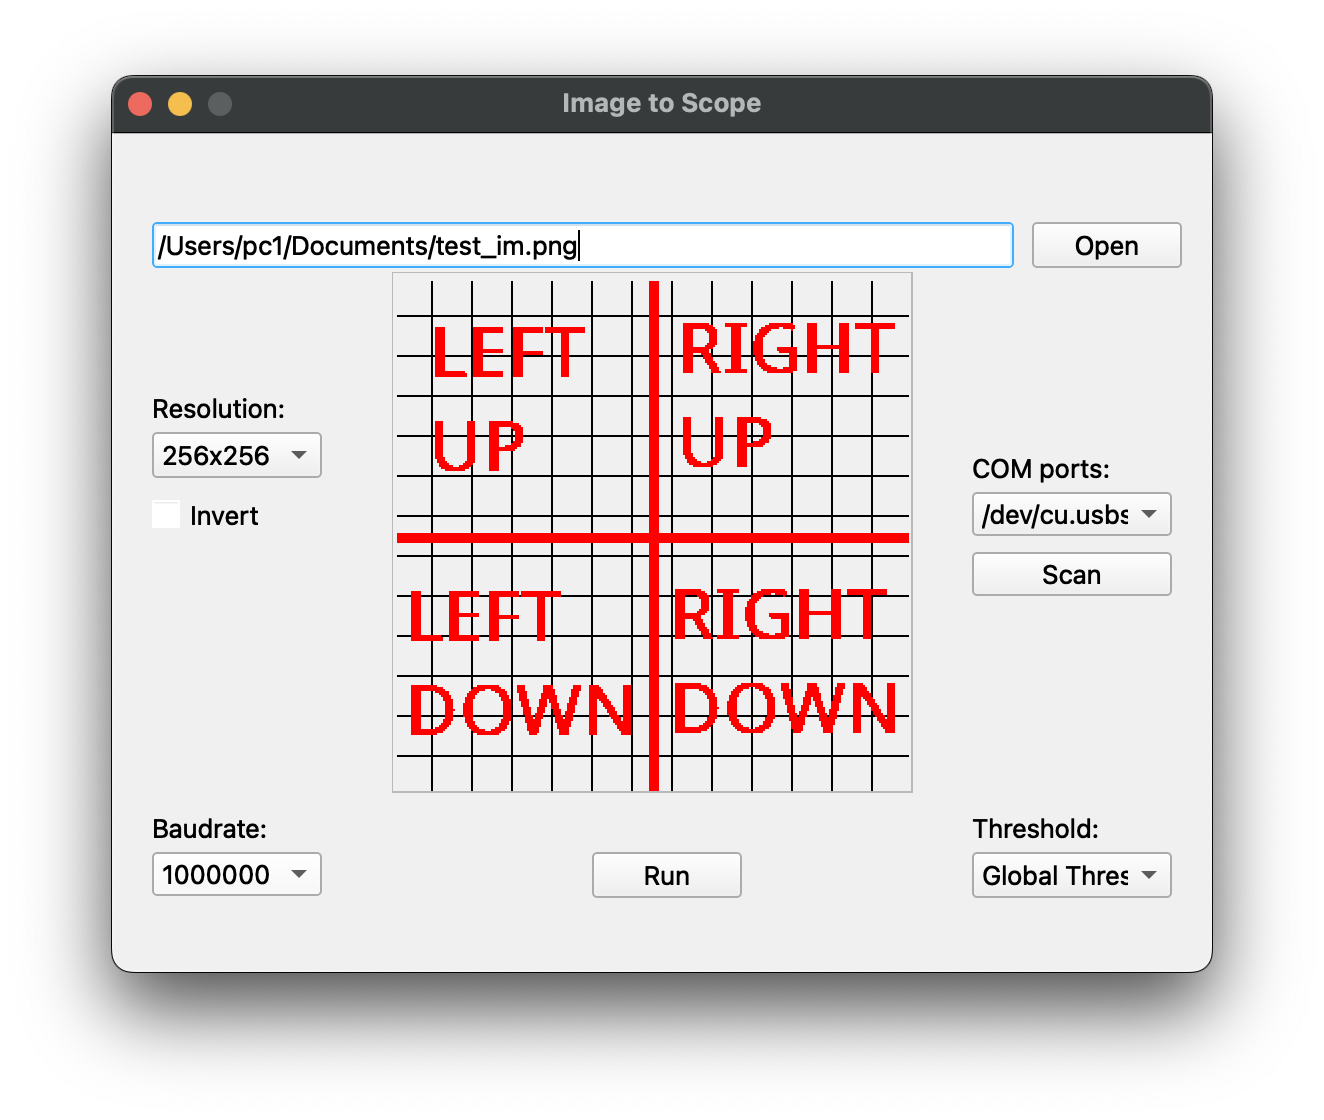 Image to Scope
/Users/pc1/Documents/test_im.png
Open
LEFT
UP
RIGHT
UP
Resolution:
256x256
Invert
COM ports:
/dev/cu.usbs
Scan
LEFT
DOWN
RIGHT
DOWN
Baudrate:
1000000
Run
Threshold:
Global Thres